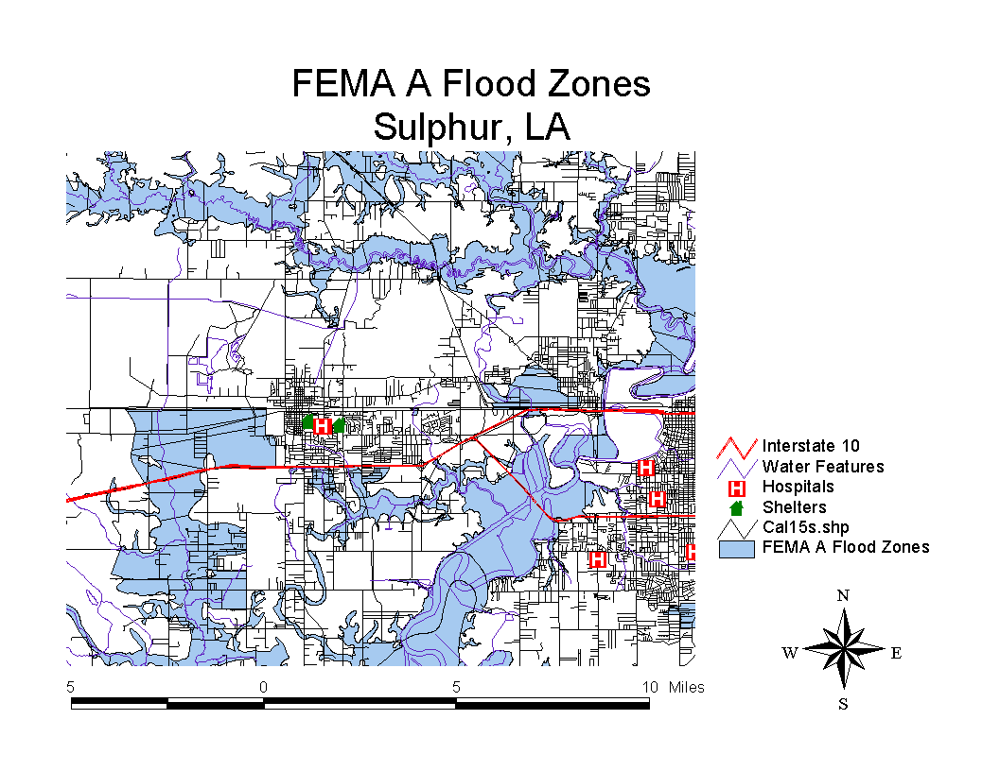 FEMA A Flood Zones
Sulphur, LA
H
H
H
H
H
Interstate 10
Water Features
H Hospitals
Shelters
Cal15s.shp
FEMA A Flood Zones
N
W E
S
5 0 5 10 Miles